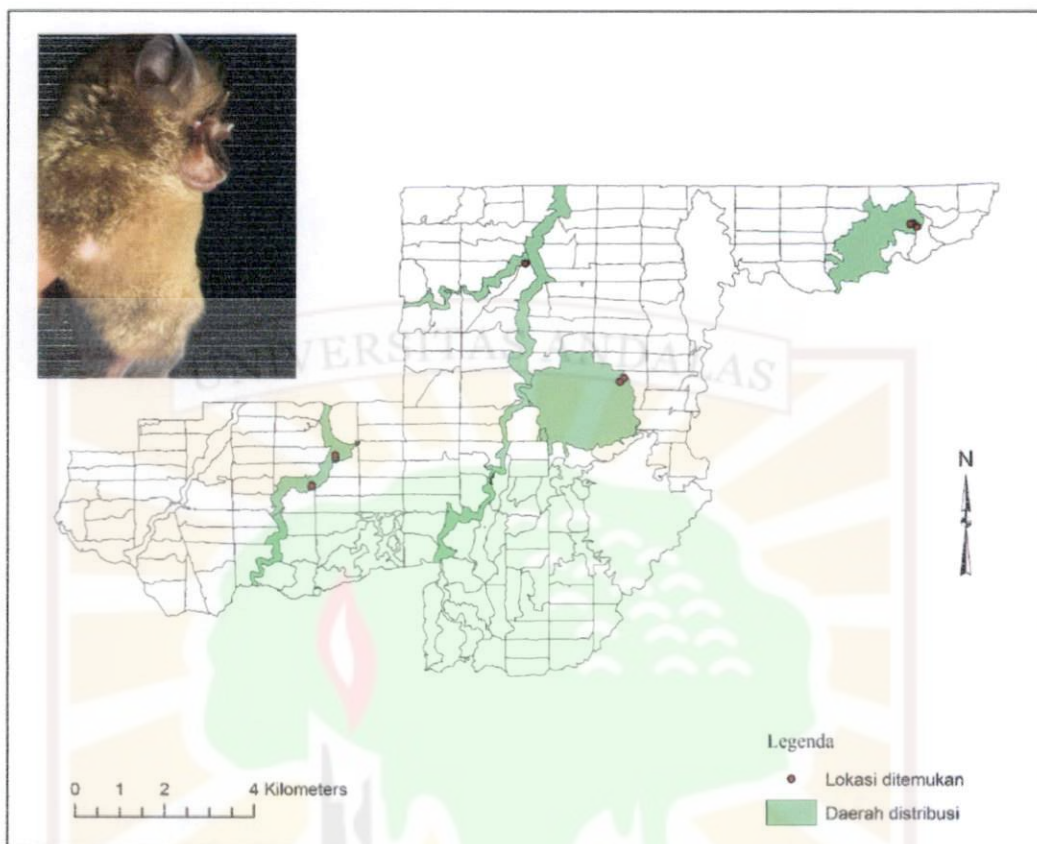 UNIVERSITAS ANDALAS
N
Legenda
Lokasi ditemukan
Daerah distribusi
0 1 2 4 Kilometers